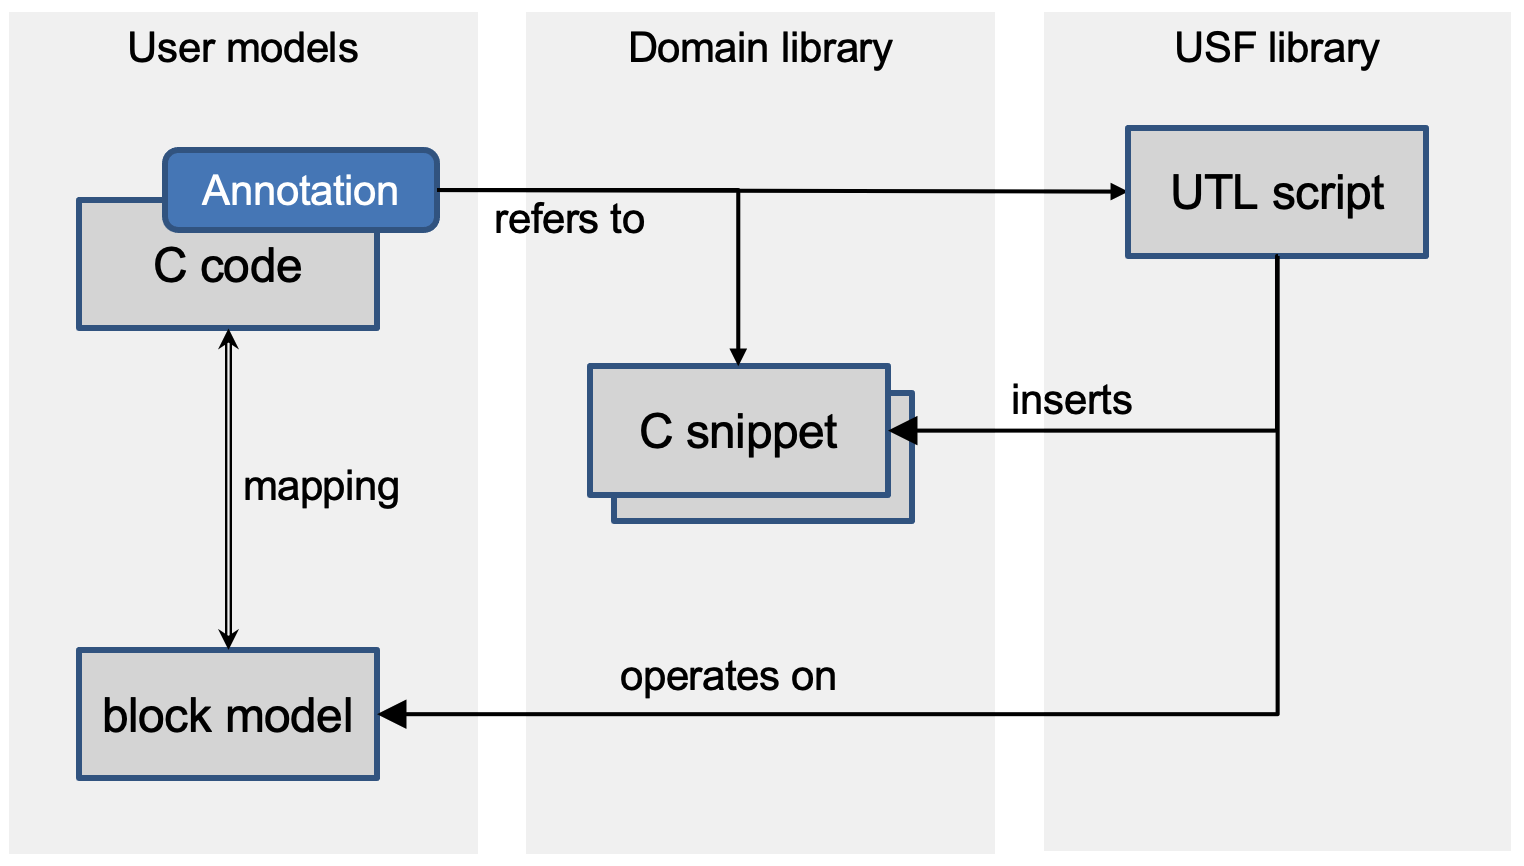 User models
Domain library
USF library
Annotation
UTL script
refers to
C code
inserts
C snippet
mapping
operates on
block model